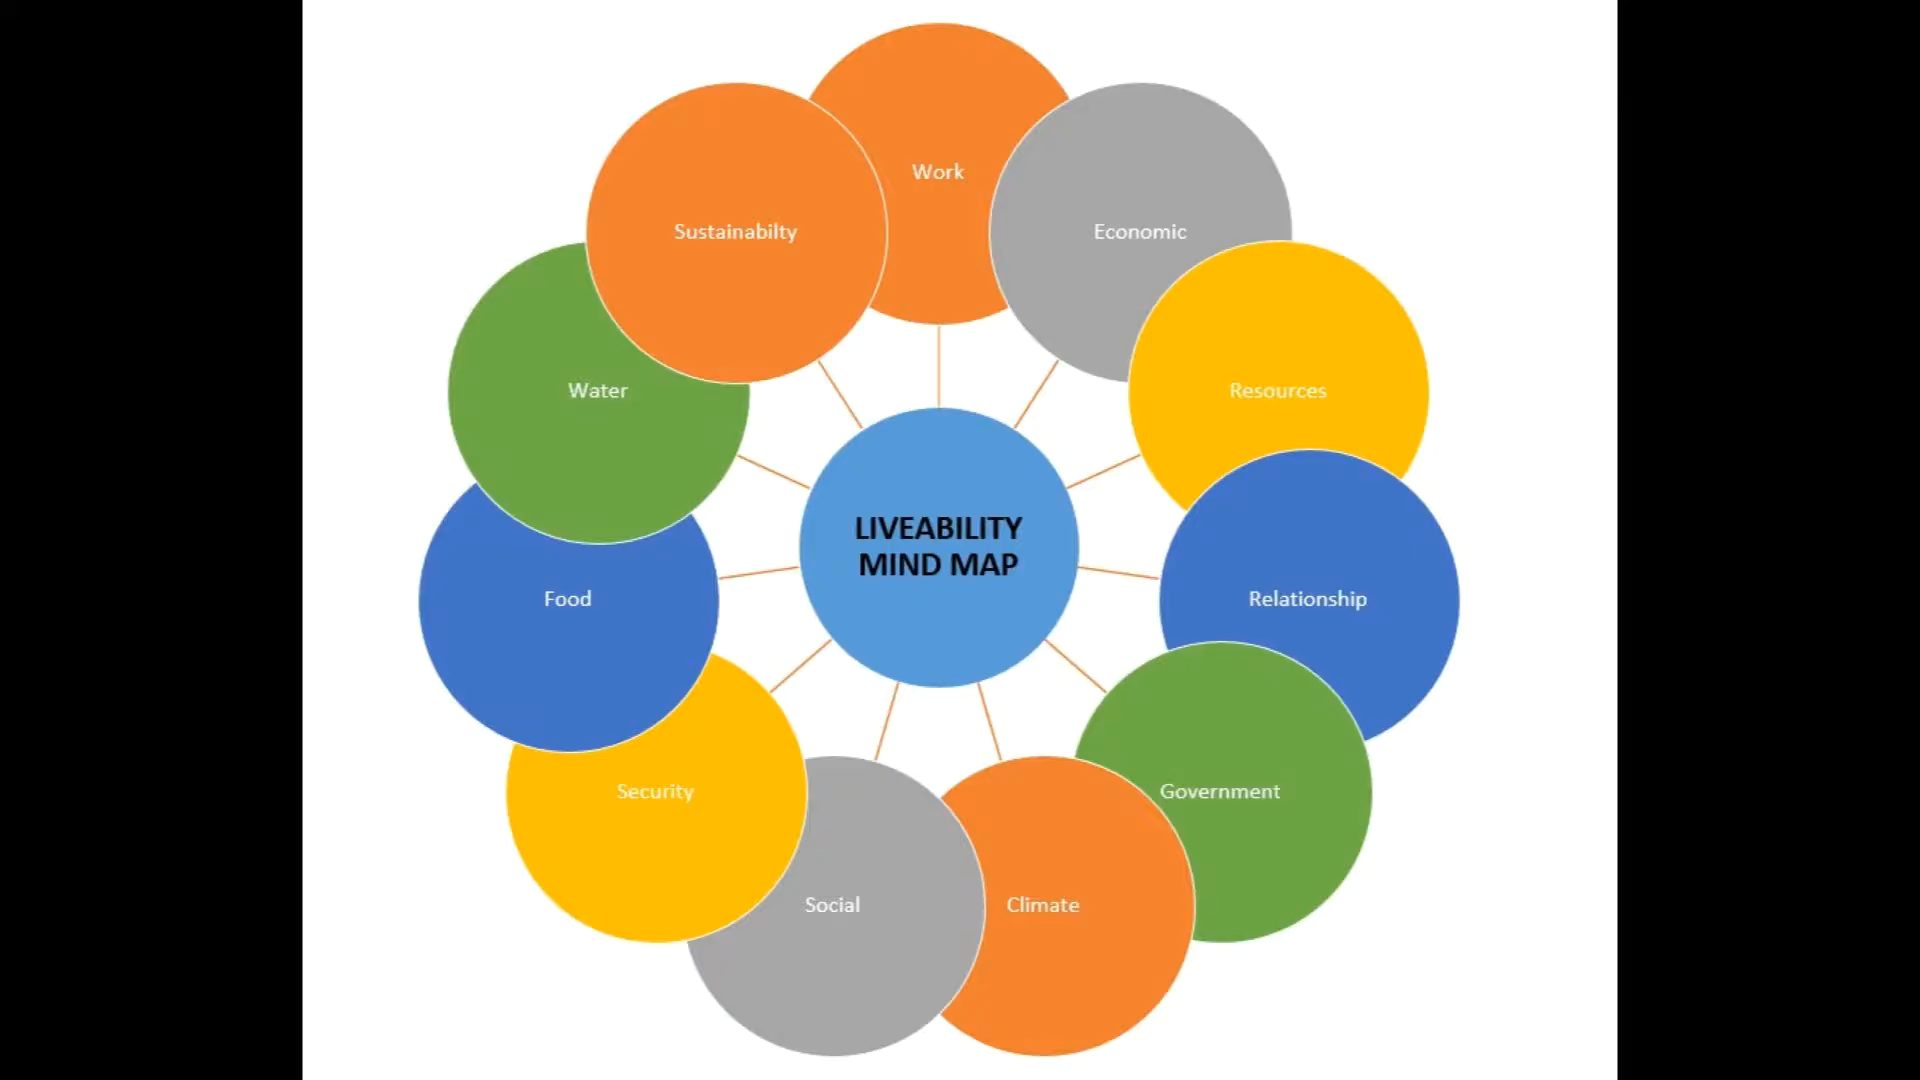 Work
Sustainabilty
Economic
Water
Resources
LIVEABILITY
MIND MAP
Food
Relationship
Security
Government
Social
Climate